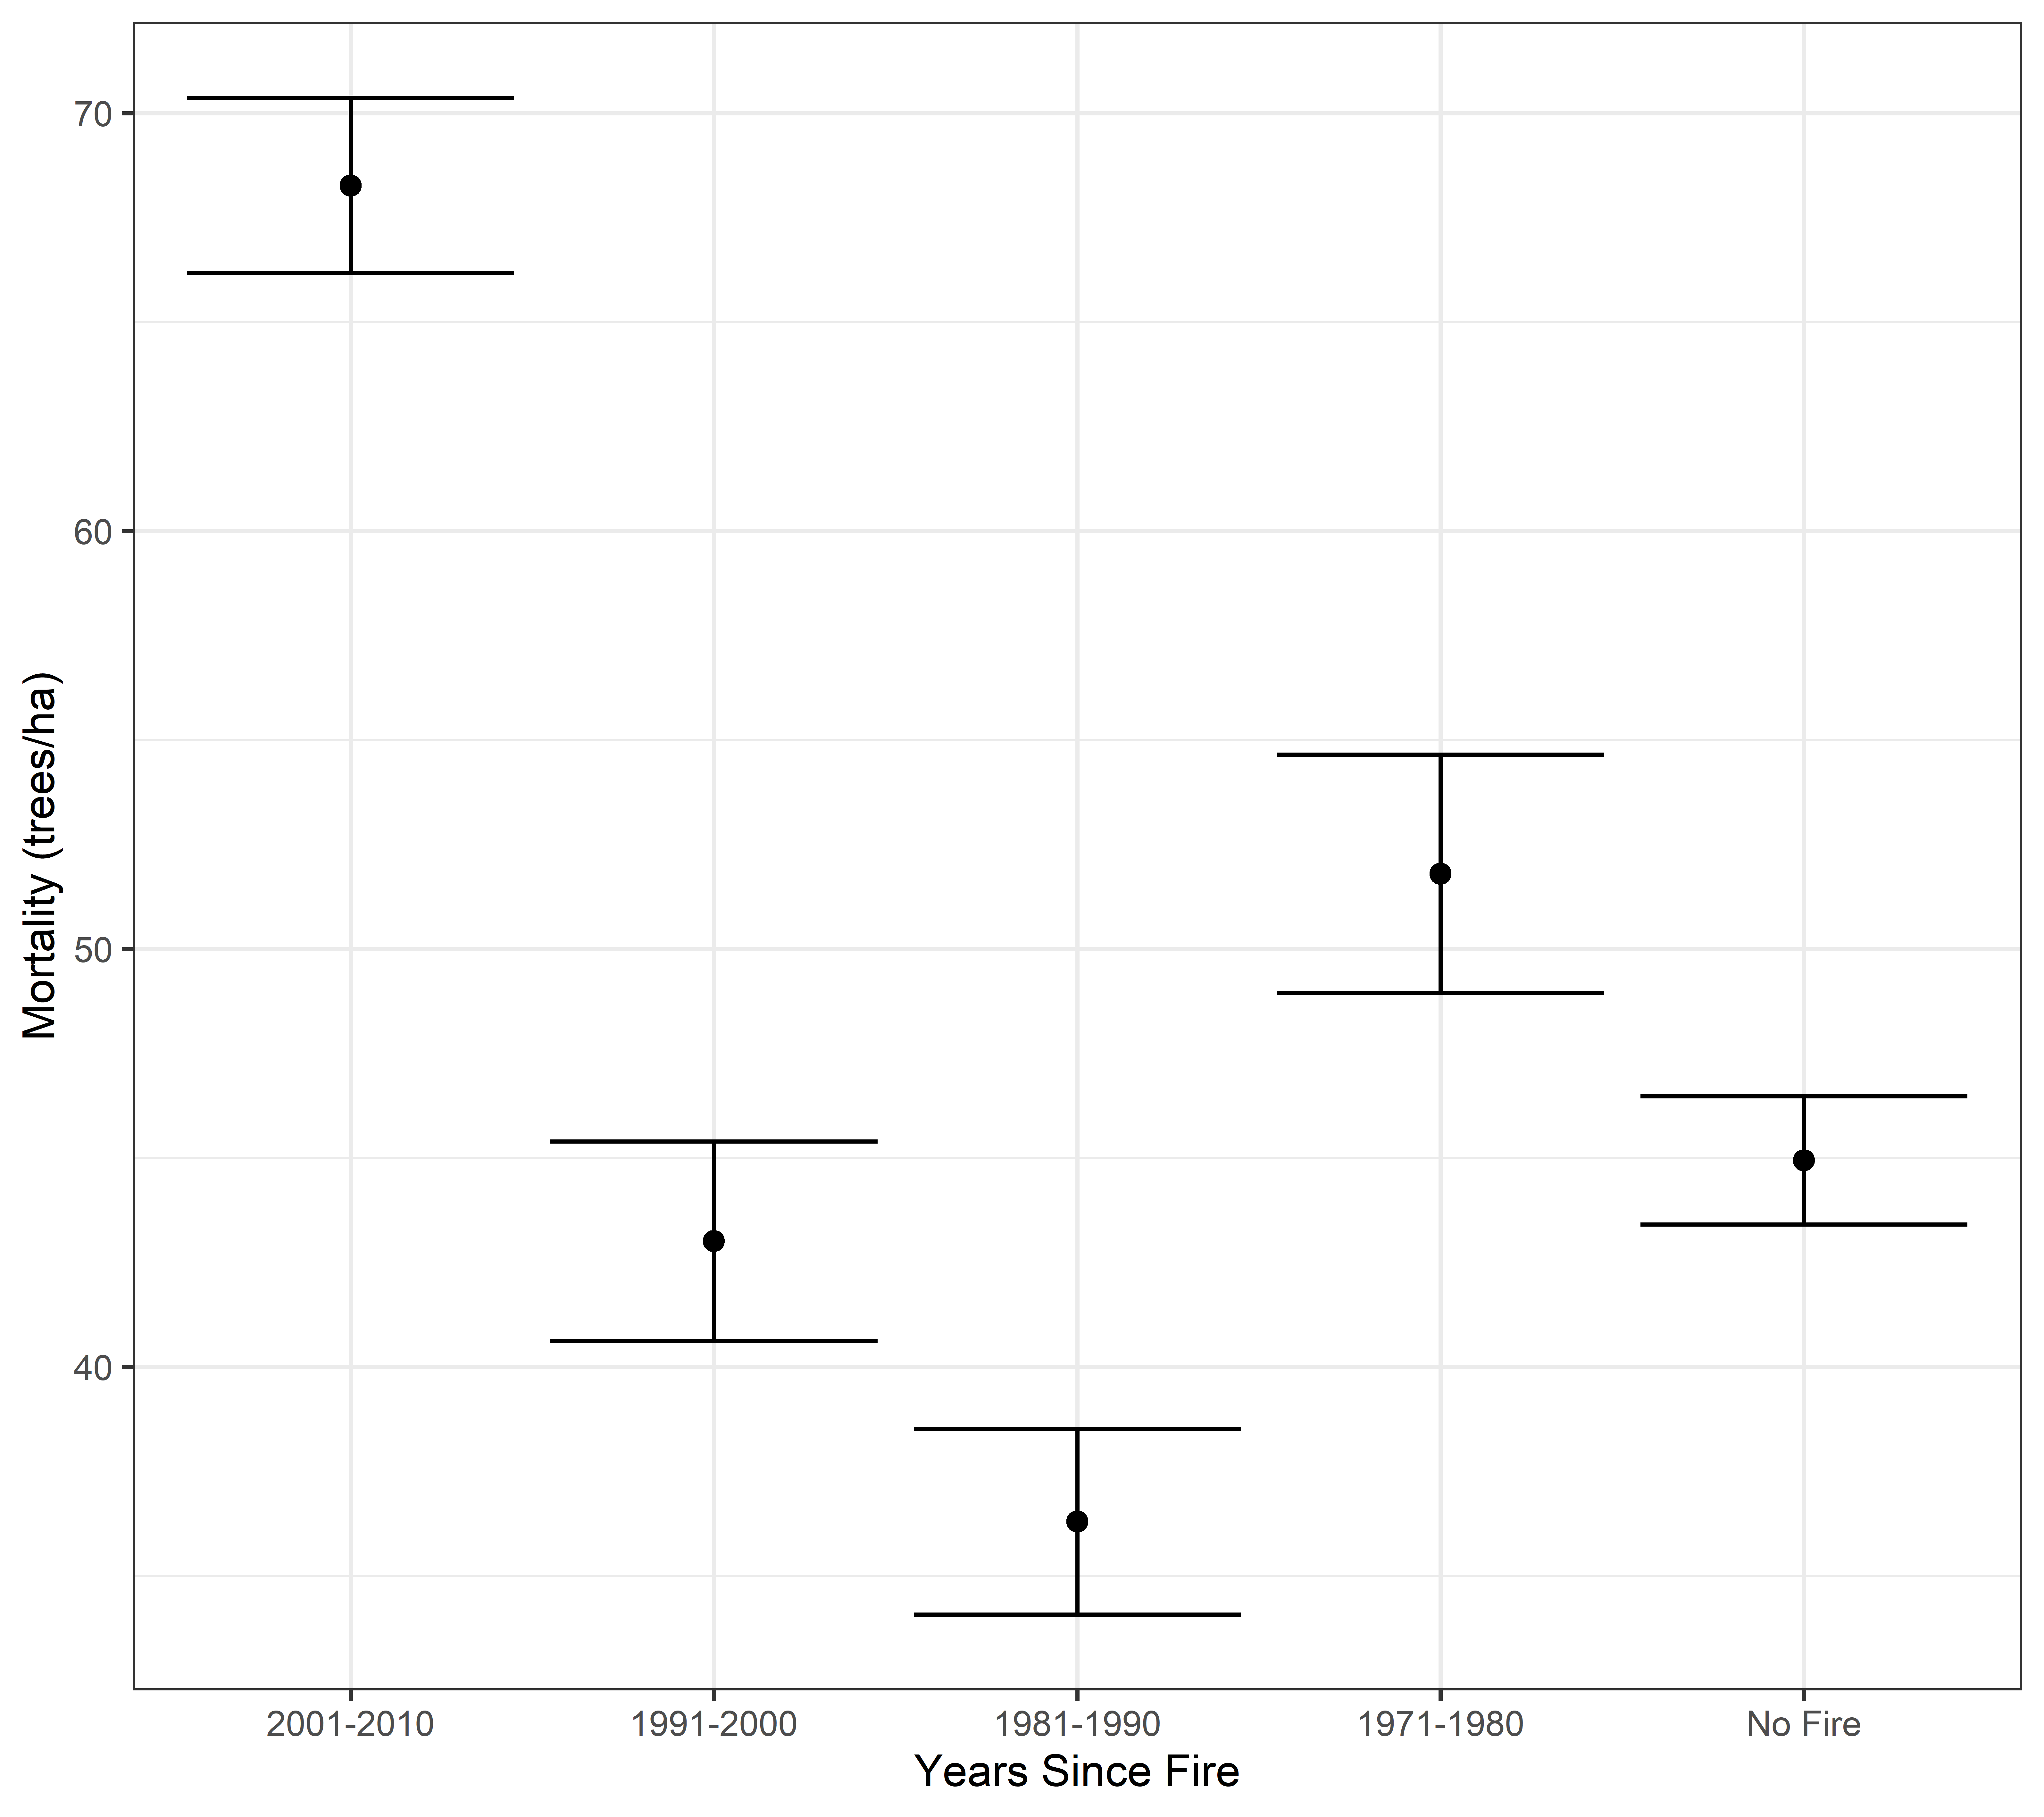 Mortality (trees/ha)
70
60
50
40
2001-2010 1991-2000 1981-1990 1971-1980 No Fire
Years Since Fire